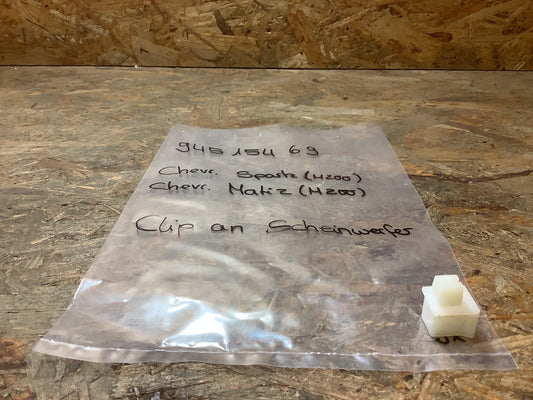 945 154 69
Chevr. Spark (M200)
Chevr. Matiz (M200)
Clip an Scheinwerfer